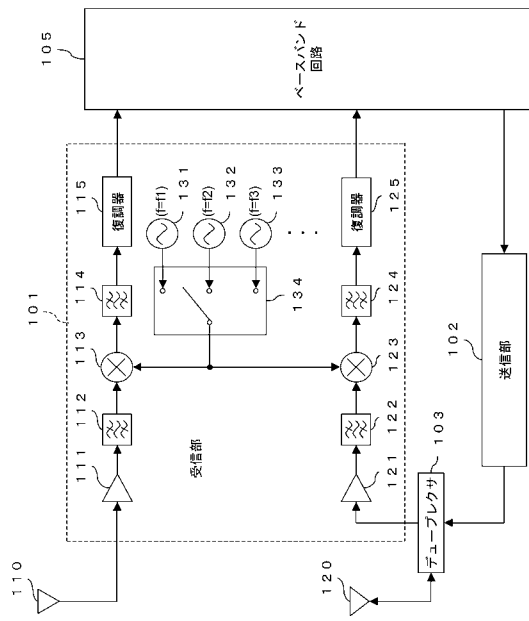 １０５
ベースバンド
回路
１０１
１１５
復調器
(f=f1)
１３１
(f=f2)
１３２
(f=f3)
１３３
・・・
１２５
復調器
１１４
１３４
１２４
１１３
１２３
１１２
受信部
１２２
１１１
１２１
１０２
送信部
１０３
デュープレクサ
１１０
１２０